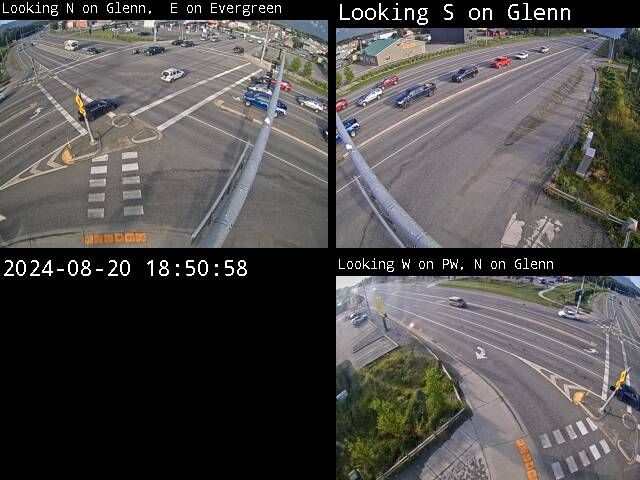 Looking N on Glenn, E on Evergreen
Looking S on Glenn
2024-08-20 18:50:58
Looking W on PW, N on Glenn